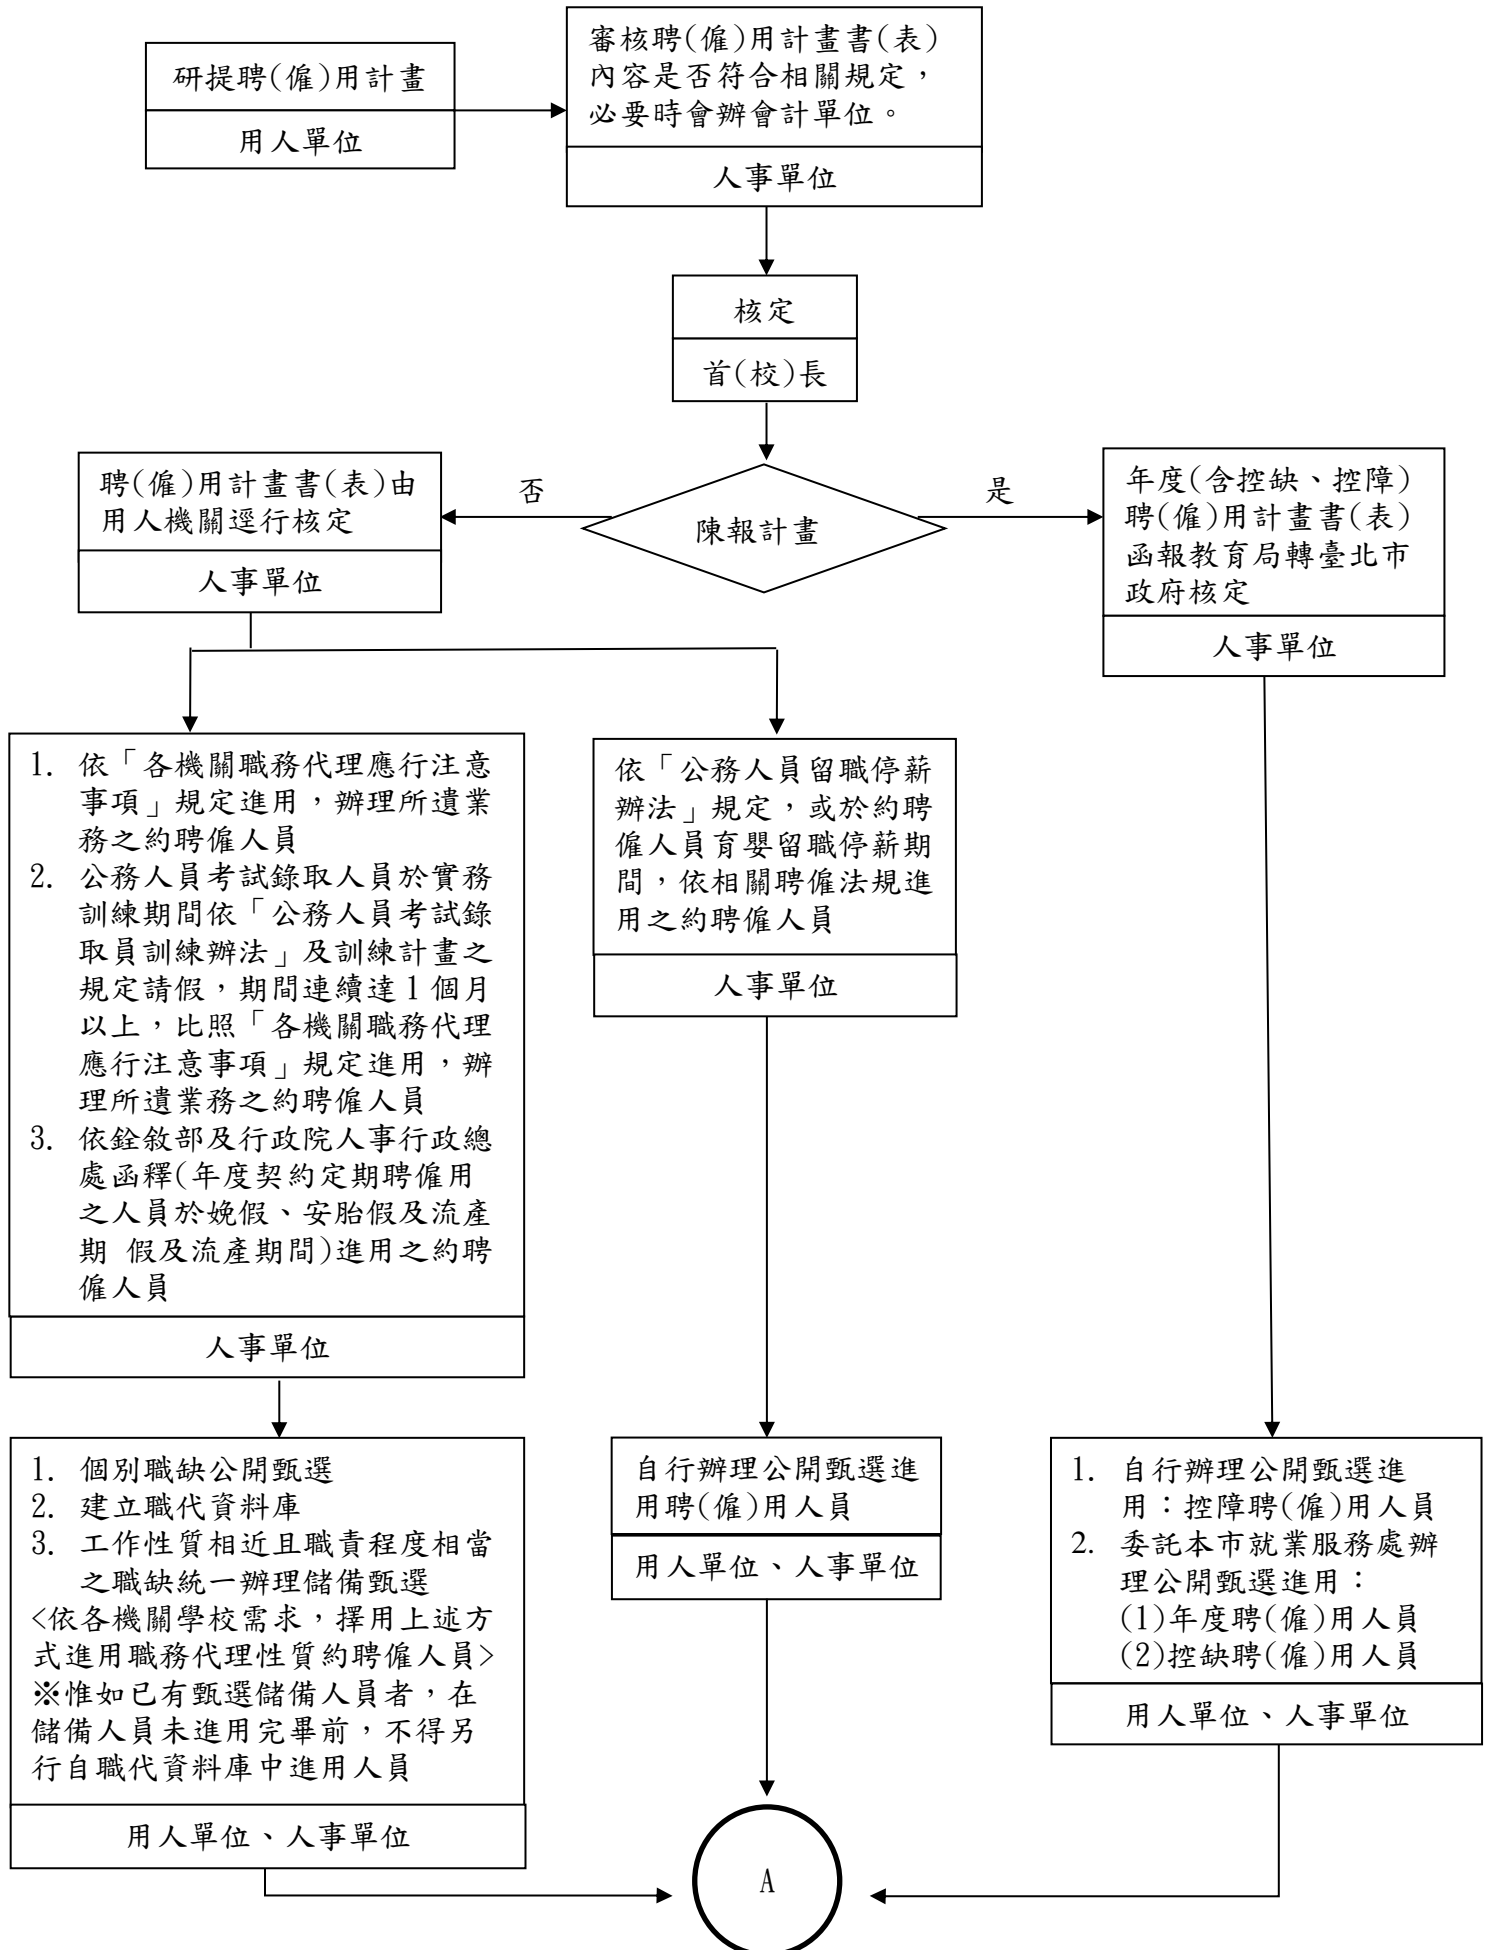 研提聘(僱)用計畫
用人單位
審核聘(僱)用計畫書(表)
內容是否符合相關規定，
必要時會辦會計單位。
人事單位
核定
首(校)長
陳報計畫
否
是
聘(僱)用計畫書(表)由
用人機關逕行核定
人事單位
年度(含控缺、控障)
聘(僱)用計畫書(表)
函報教育局轉臺北市
政府核定
人事單位
1. 依「各機關職務代理應行注意
事項」規定進用，辦理所遺業
務之約聘僱人員
2. 公務人員考試錄取人員於實務
訓練期間依「公務人員考試錄
取員訓練辦法」及訓練計畫之
規定請假，期間連續達1個月
以上，比照「各機關職務代理
應行注意事項」規定進用，辦
理所遺業務之約聘僱人員
3. 依銓敘部及行政院人事行政總
處函釋(年度契約定期聘僱用
之人員於娩假、安胎假及流產
期 假及流產期間)進用之約聘
僱人員
人事單位
依「公務人員留職停薪
辦法」規定，或於約聘
僱人員育嬰留職停薪期
間，依相關聘僱法規進
用之約聘僱人員
人事單位
1. 個別職缺公開甄選
2. 建立職代資料庫
3. 工作性質相近且職責程度相當
之職缺統一辦理儲備甄選
<依各機關學校需求，擇用上述方
式進用職務代理性質約聘僱人員>
※惟如已有甄選儲備人員者，在
儲備人員未進用完畢前，不得另
行自職代資料庫中進用人員
用人單位、人事單位
自行辦理公開甄選進
用聘(僱)用人員
用人單位、人事單位
1. 自行辦理公開甄選進
用：控障聘(僱)用人員
2. 委託本市就業服務處辦
理公開甄選進用：
(1)年度聘(僱)用人員
(2)控缺聘(僱)用人員
用人單位、人事單位
A